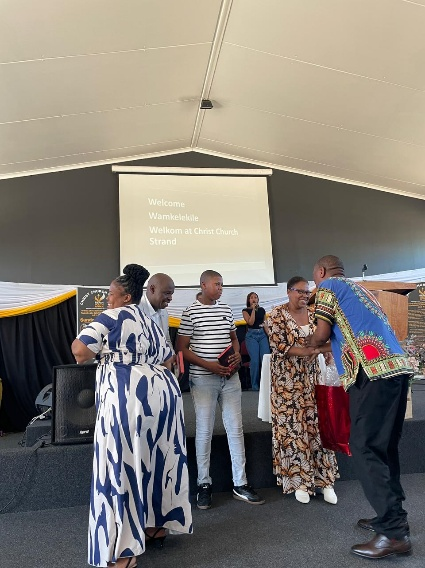 Welcome
Wamkelekile
Welkom at Christ Church
Strand